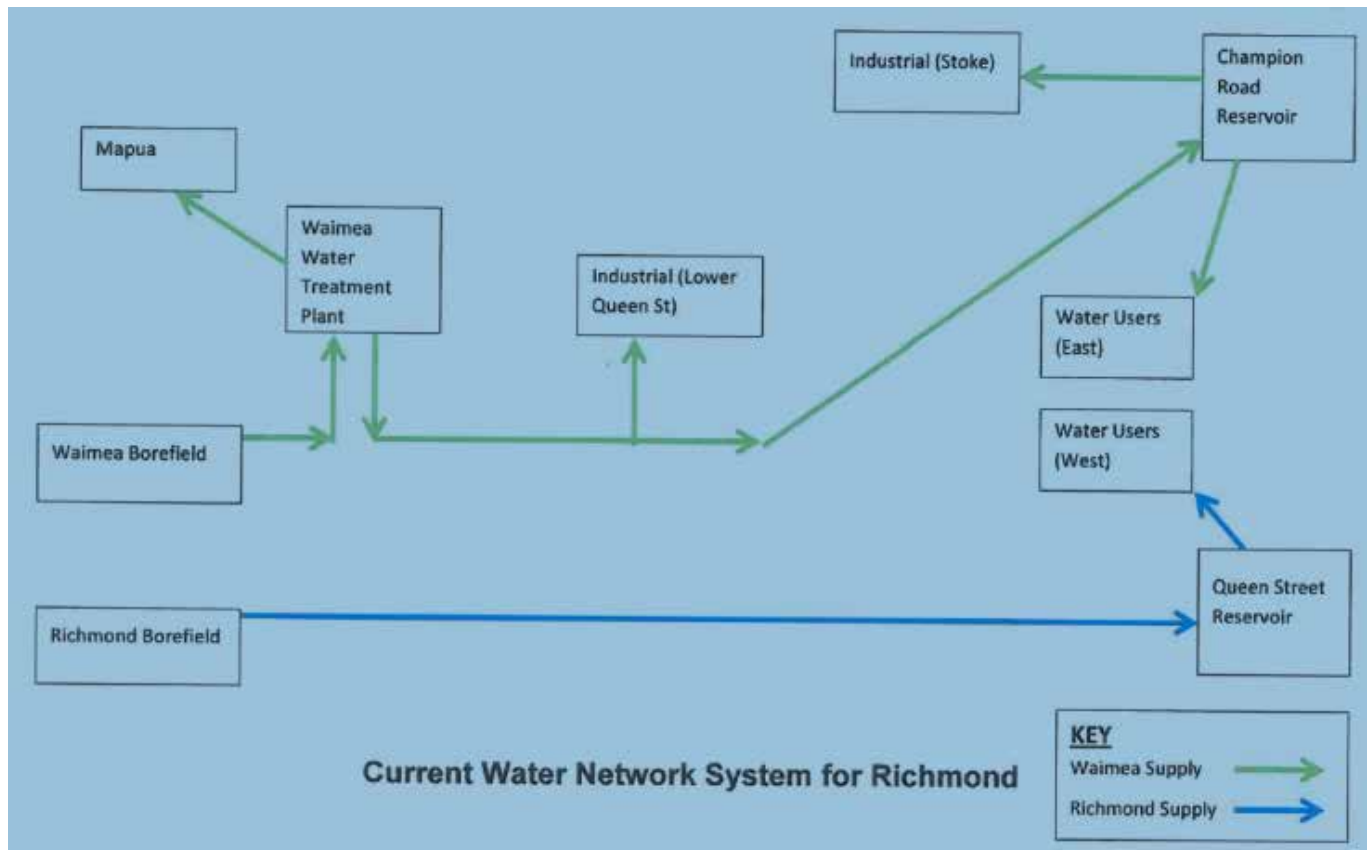 Industrial (Stoke)
Champion
Road
Reservoir
Mapua
Waimea
Water
Treatment
Plant
Industrial (Lower
Queen St)
Water Users
(East)
Waimea Borefield
Water Users
(West)
Richmond Borefield
Queen Street
Reservoir
Current Water Network System for Richmond
KEY
Waimea Supply
Richmond Supply